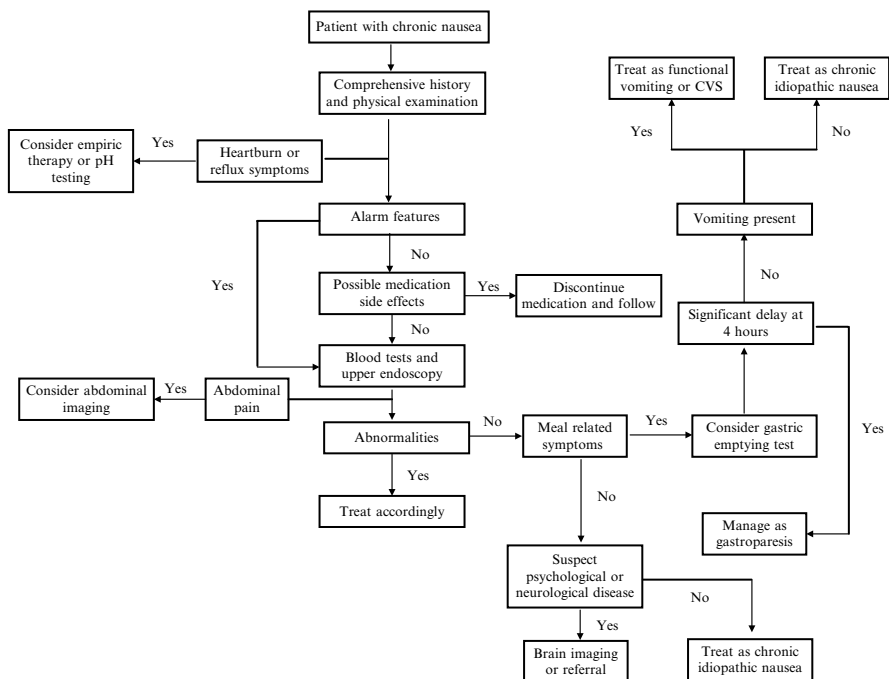 Patient with chronic nausea
Comprehensive history
and physical examination
Yes
Consider empiric
therapy or pH
testing
Heartburn or
reflux symptoms
Alarm features
Yes
No
Possible medication
side effects
Yes
Discontinue
medication and follow
No
Blood tests and
upper endoscopy
Consider abdominal
imaging
Yes
Abdominal
pain
Abnormalities
No
Yes
Treat accordingly
Meal related
symptoms
Yes
Consider gastric
emptying test
No
Suspect
psychological or
neurological disease
Yes
No
Brain imaging
or referral
Treat as chronic
idiopathic nausea
Treat as functional
vomiting or CVS
Treat as chronic
idiopathic nausea
Yes
No
Vomiting present
No
Significant delay at
4 hours
Yes
Manage as
gastroparesis